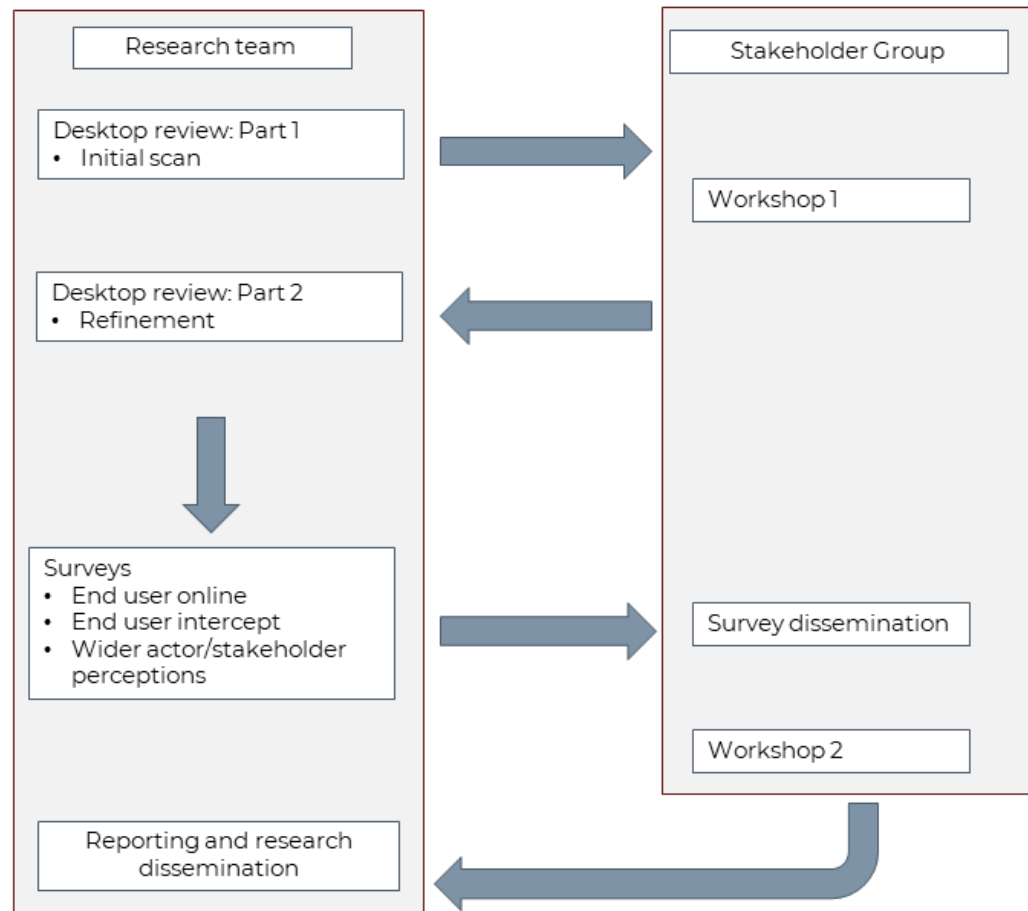 Research team
Desktop review: Part 1
• Initial scan
Desktop review: Part 2
• Refinement
Surveys
• End user online
• End user intercept
• Wider actor/stakeholder
perceptions
Reporting and research
dissemination
Stakeholder Group
Workshop 1
Survey dissemination
Workshop 2